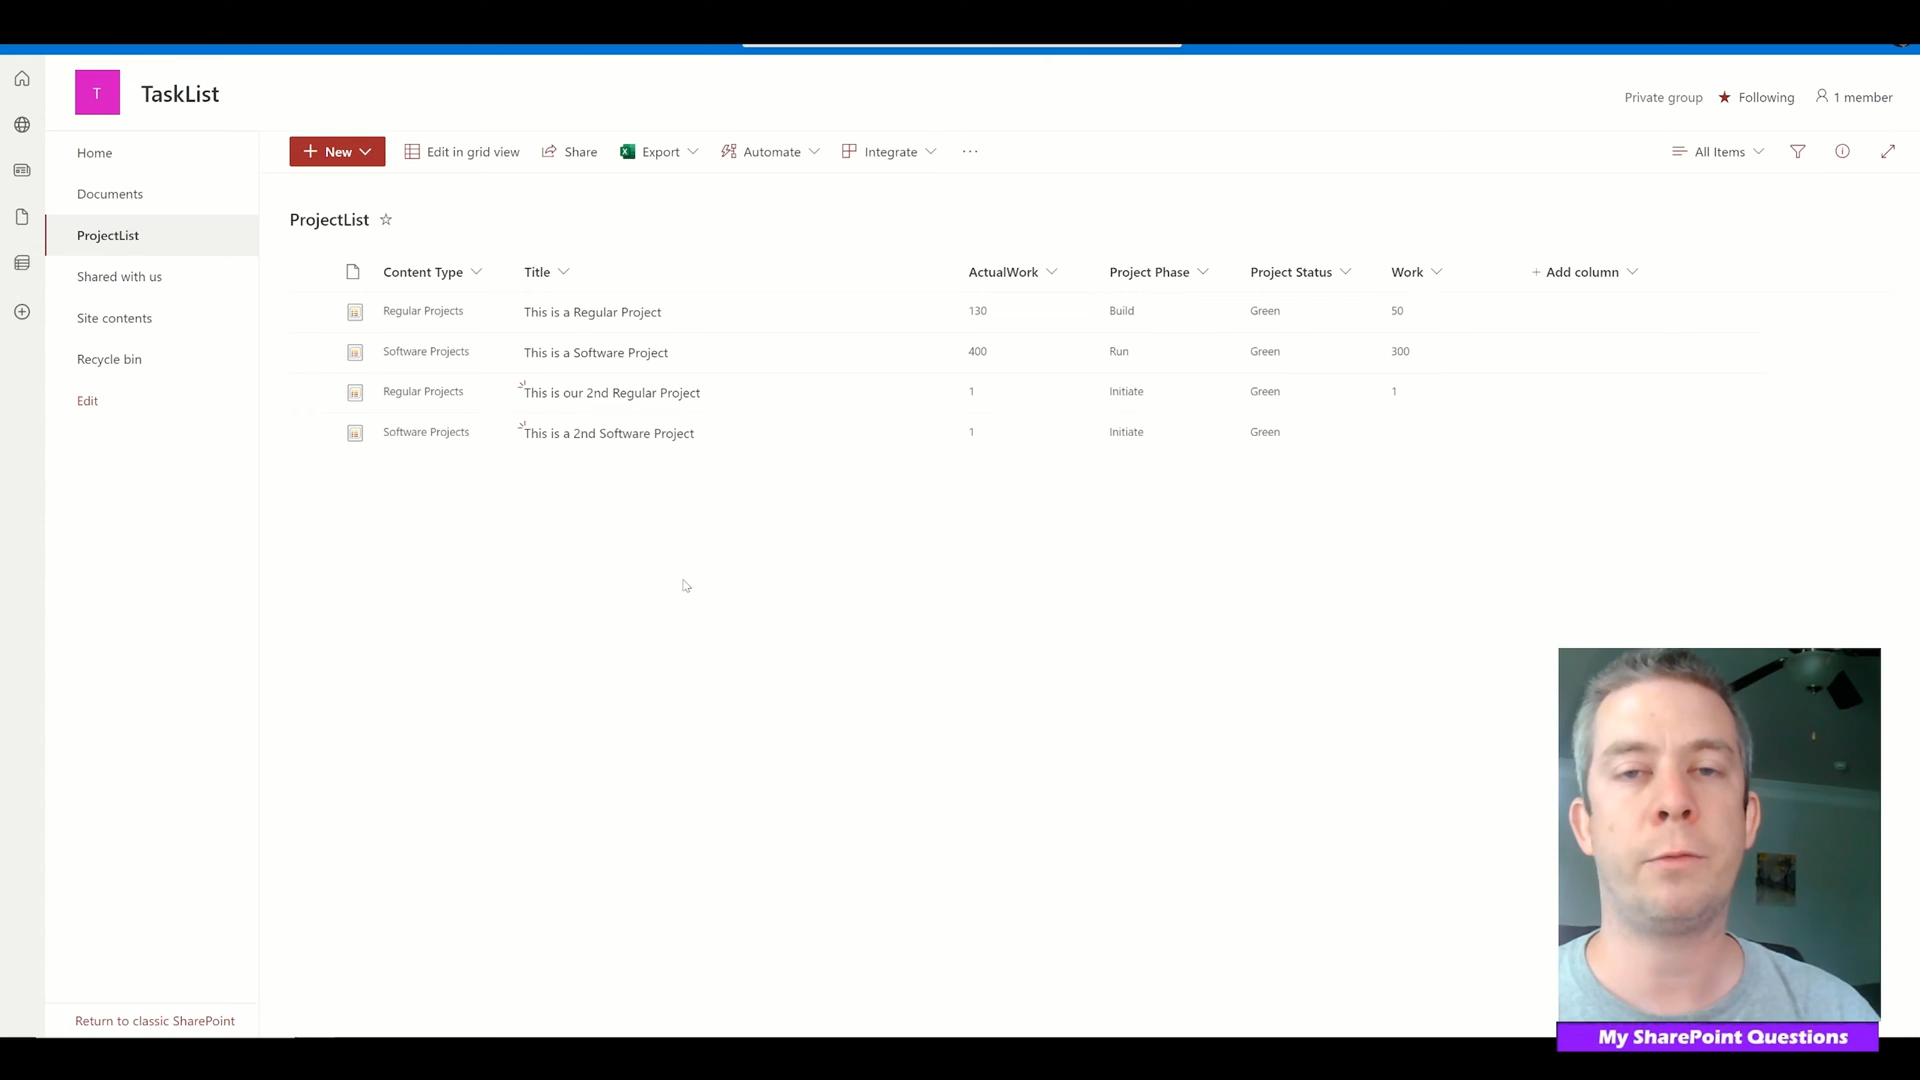 T TaskList
Private group ★ Following 1 member
Home
Documents
ProjectList
Shared with us
Site contents
Recycle bin
Edit
Return to classic SharePoint
+ New Edit in grid view Share Export Automate Integrate ··· All Items
ProjectList
Content Type Title ActualWork Project Phase Project Status Work + Add column
Regular Projects This is a Regular Project 130 Build Green 50
Software Projects This is a Software Project 400 Run Green 300
Regular Projects This is our 2nd Regular Project 1 Initiate Green 1
Software Projects This is a 2nd Software Project 1 Initiate Green
My SharePoint Questions